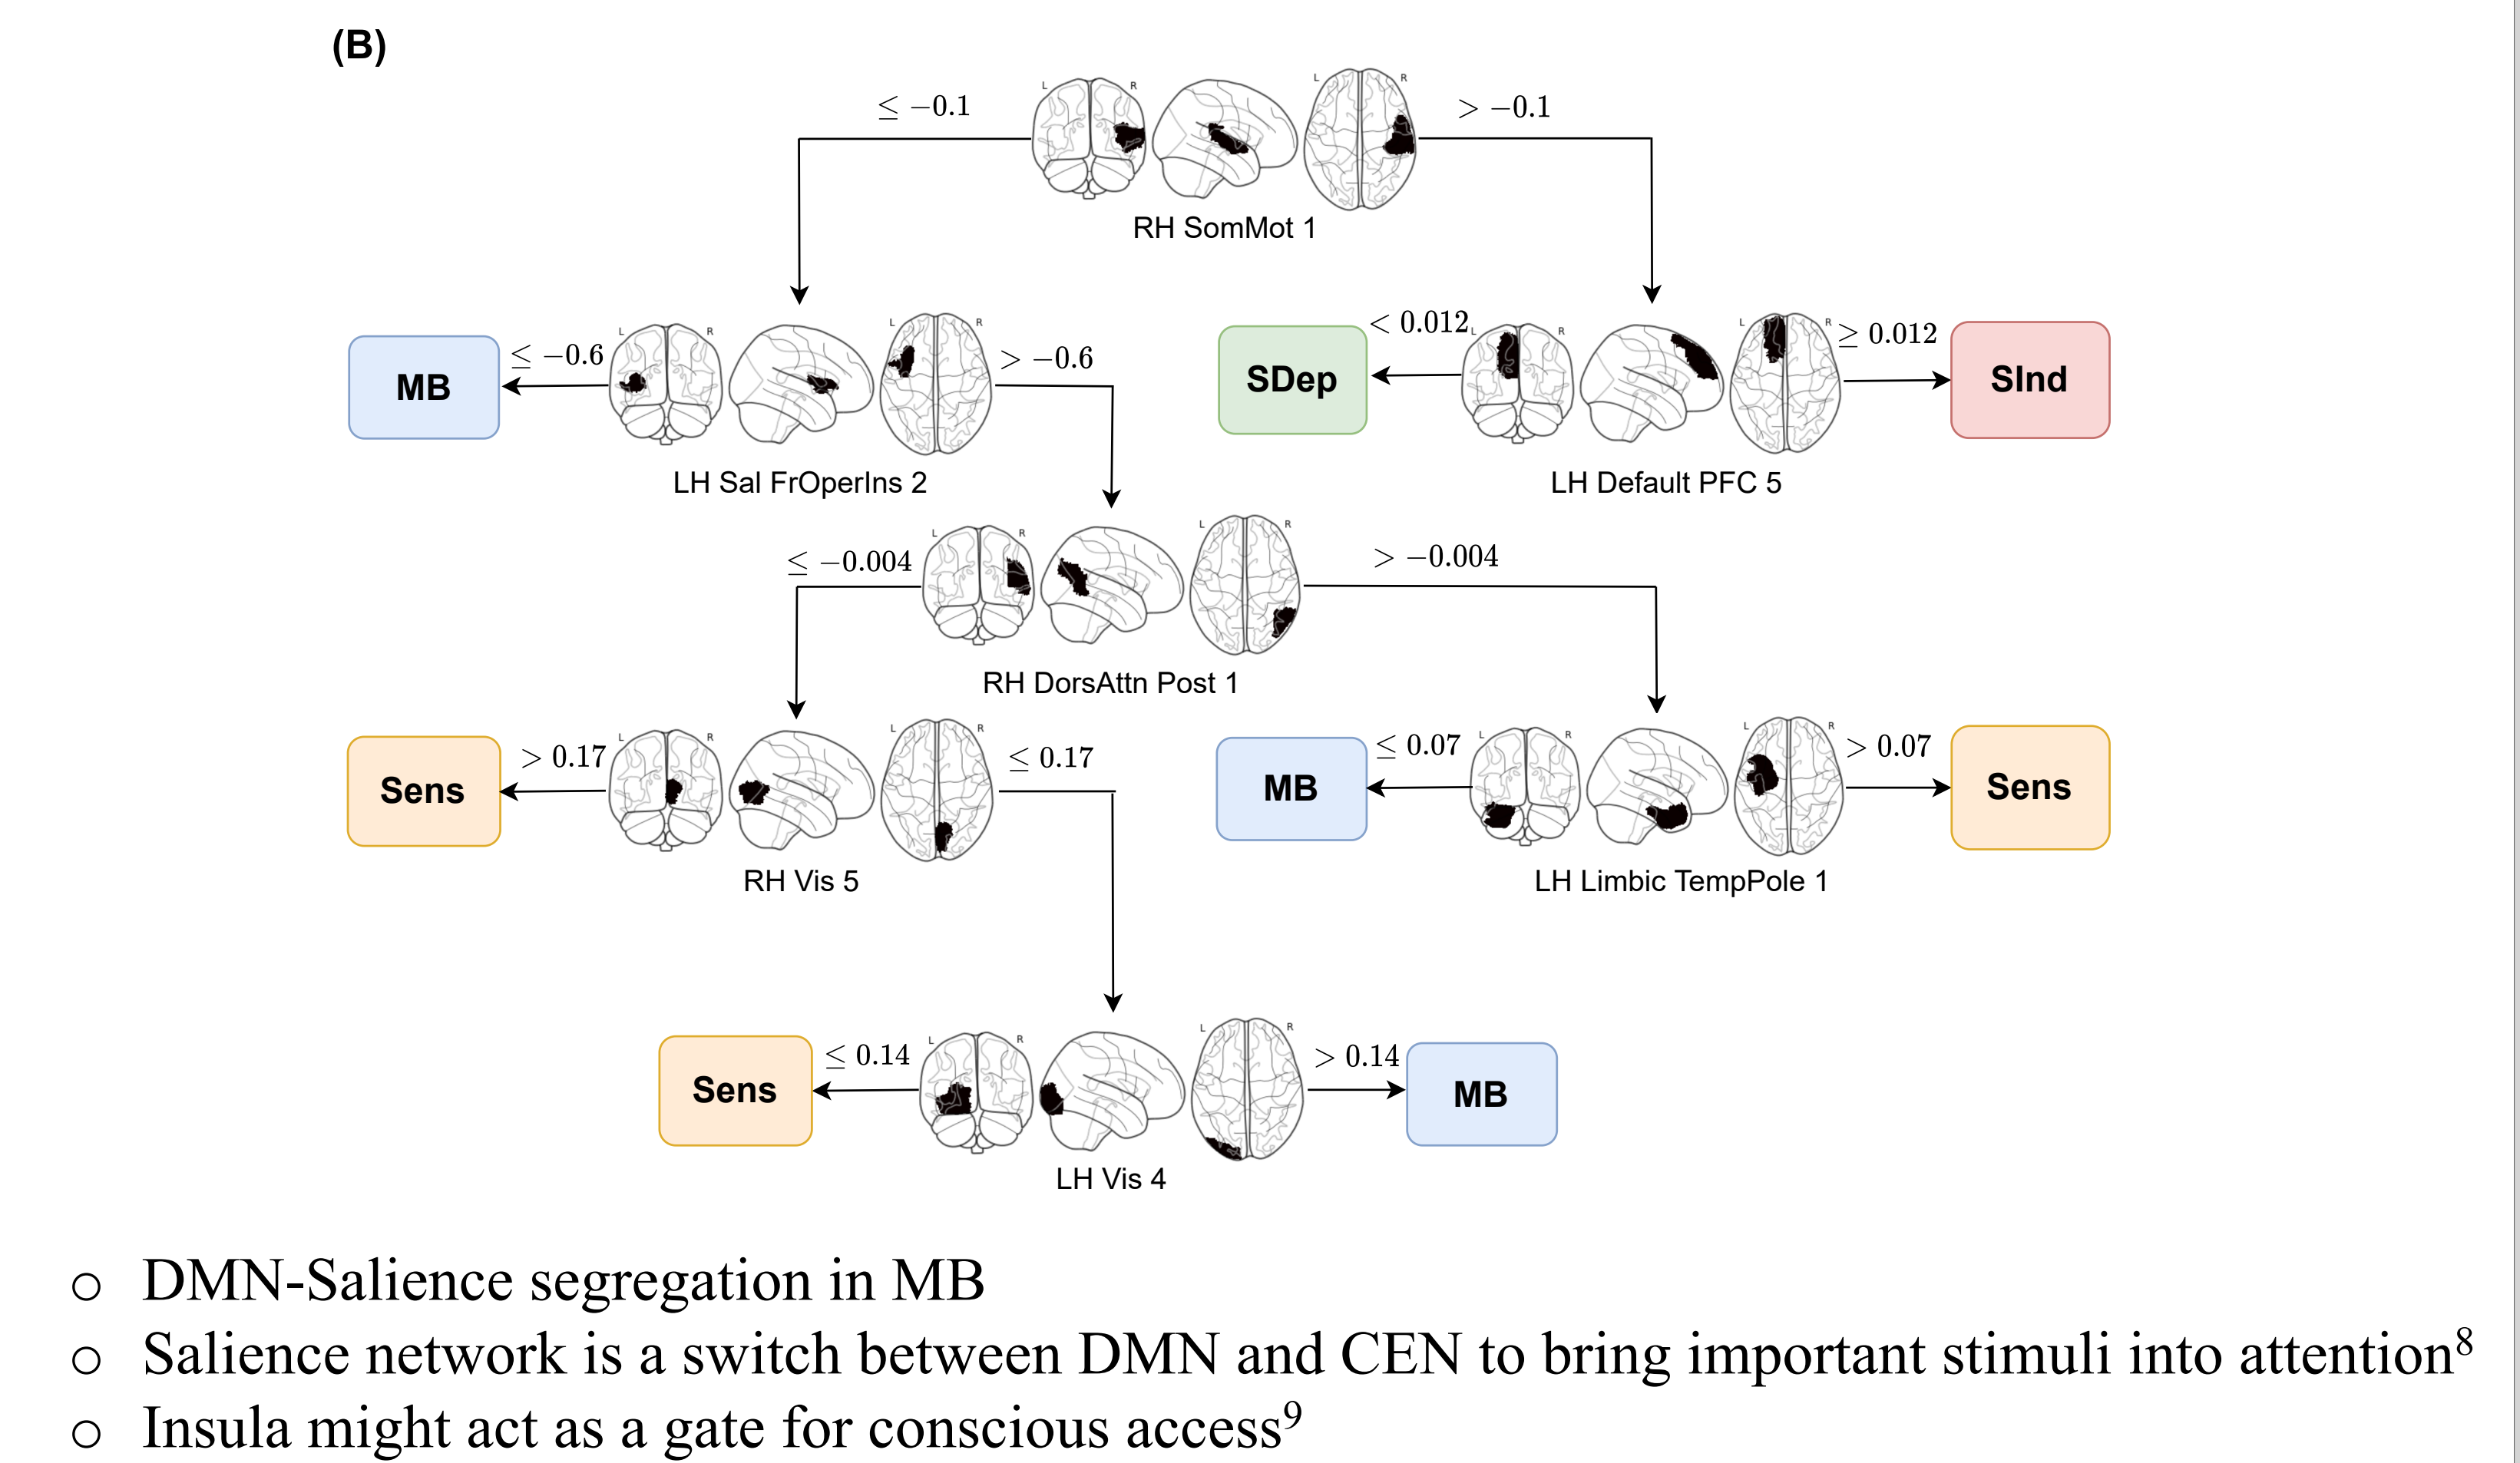 (B)
≤ −0.1
> −0.1
L R L R
RH SomMot 1
MB
≤ −0.6
L R L R
> −0.6
LH Sal FrOperIns 2
SDep
< 0.012
L R L R
≥ 0.012
SInd
LH Default PFC 5
≤ −0.004
L R L R
> −0.004
RH DorsAttn Post 1
Sens
> 0.17
L R L R
≤ 0.17
RH Vis 5
MB
≤ 0.07
L R L R
> 0.07
Sens
LH Limbic TempPole 1
Sens
≤ 0.14
L R L R
> 0.14
MB
LH Vis 4
○ DMN-Salience segregation in MB
○ Salience network is a switch between DMN and CEN to bring important stimuli into attention⁸
○ Insula might act as a gate for conscious access⁹